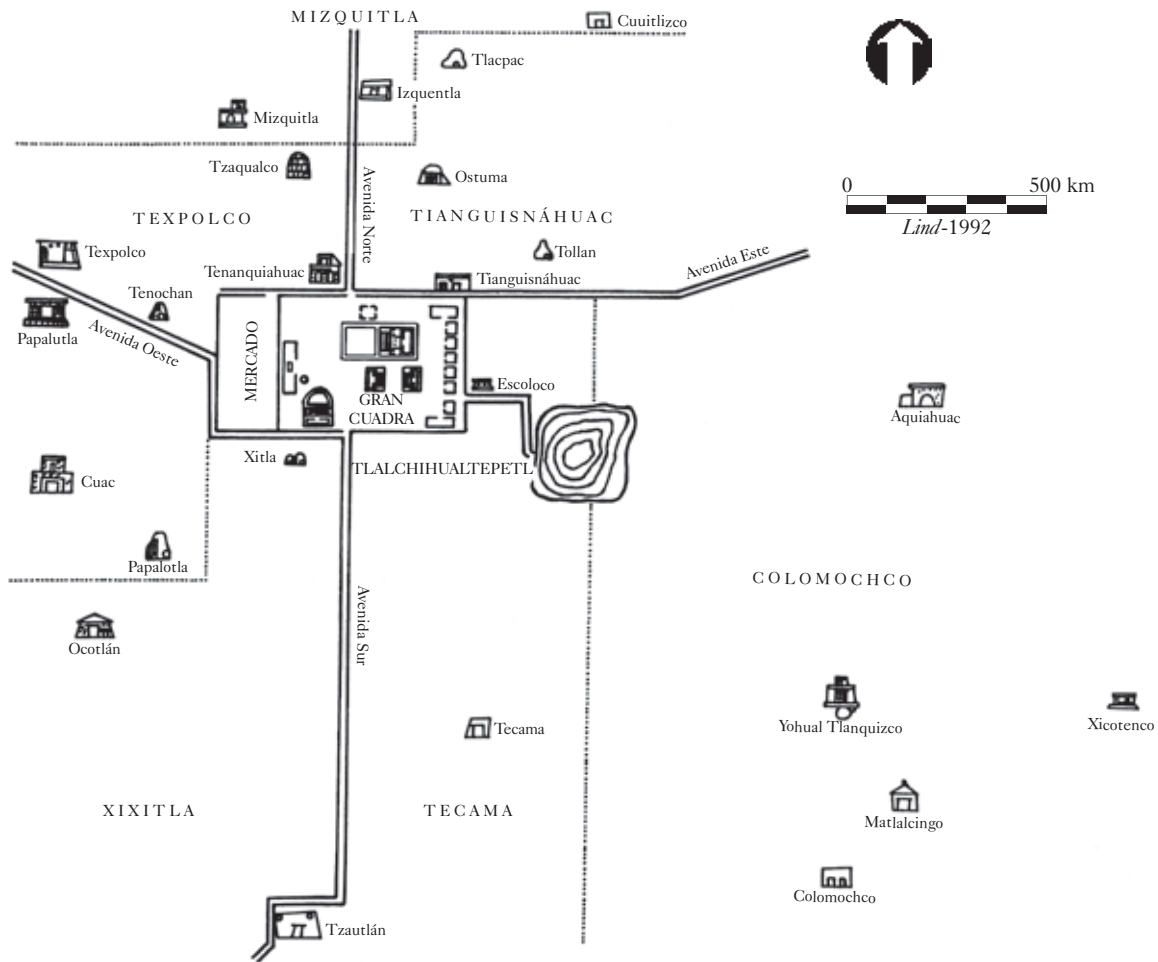 MIZQUITLA
Cuuitlizco
Tlacpac
Izquentla
Mizquitla
Tzaqualco
Ostuma
Avenida Norte
0 500 km
Lind-1992
TEXPOLCO
TIANGUISNÁHUAC
Texpolco
Tenanquiahuac
Tollan
Tianguisnáhuac
Avenida Este
Tenochan
Papalutla
Avenida Oeste
MERCADO
GRAN
CUADRA
Escoloco
Aquiahuac
Xitla
TLALCHIHUALTEPETL
Cuac
Papalotla
COLOMOCHCO
Avenida Sur
Ocotlán
Tecama
Yohual Tlanquizco
Xicotenco
XIXITLA
TECAMA
Matlalcingo
Colomochco
Tzautlán